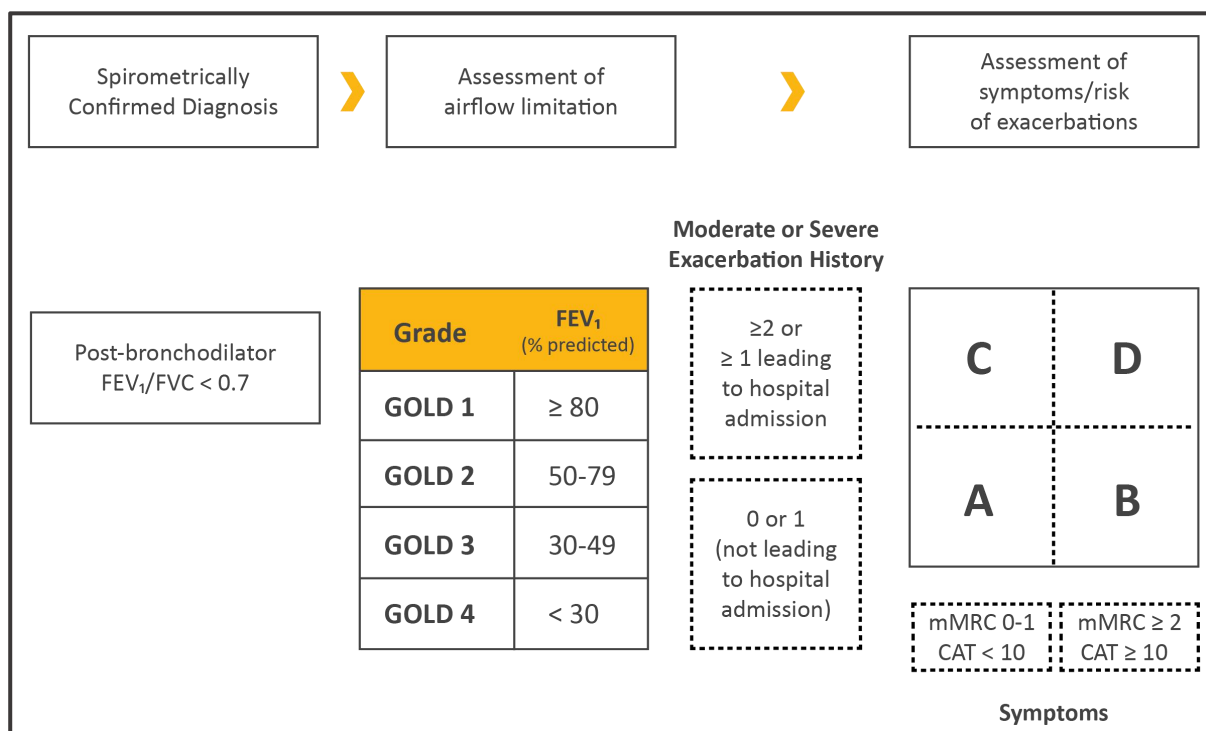 Spirometrically
Confirmed Diagnosis
Assessment of
airflow limitation
Assessment of
symptoms/risk
of exacerbations
Moderate or Severe
Exacerbation History
Post-bronchodilator
FEV₁/FVC < 0.7
Grade
FEV₁
(% predicted)
GOLD 1
≥ 80
GOLD 2
50-79
GOLD 3
30-49
GOLD 4
< 30
≥2 or
≥ 1 leading
to hospital
admission
0 or 1
(not leading
to hospital
admission)
C
D
A
B
mMRC 0-1
CAT < 10
mMRC ≥ 2
CAT ≥ 10
Symptoms